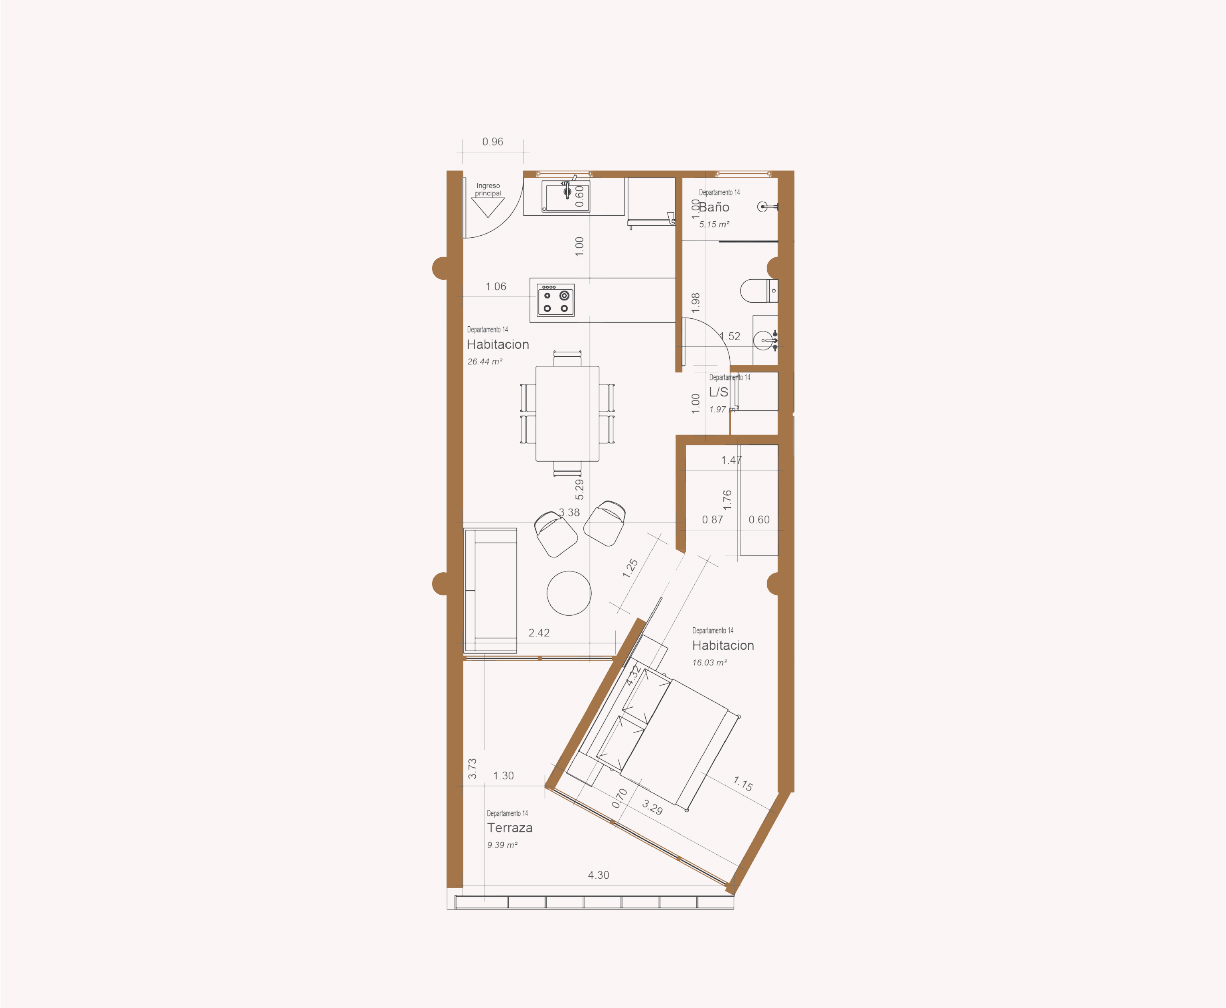 0.96
Ingreso
principal
0.60
Departamento 14
Baño
5.15 m²
1.00
1.00
1.06
1.98
Departamento 14
Habitacion
26.44 m²
1.52
Departamento 14
L/S
1.97 m²
1.00
1.47
1.76
5.29
3.38
0.87
0.60
1.25
2.42
Departamento 14
Habitacion
16.03 m²
4.32
3.73
1.30
0.70
3.29
1.15
Departamento 14
Terraza
9.39 m²
4.30